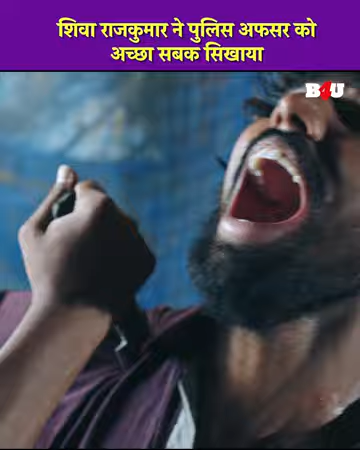 शिवा राजकुमार ने पुलिस अफसर को
अच्छा सबक सिखाया
B4U